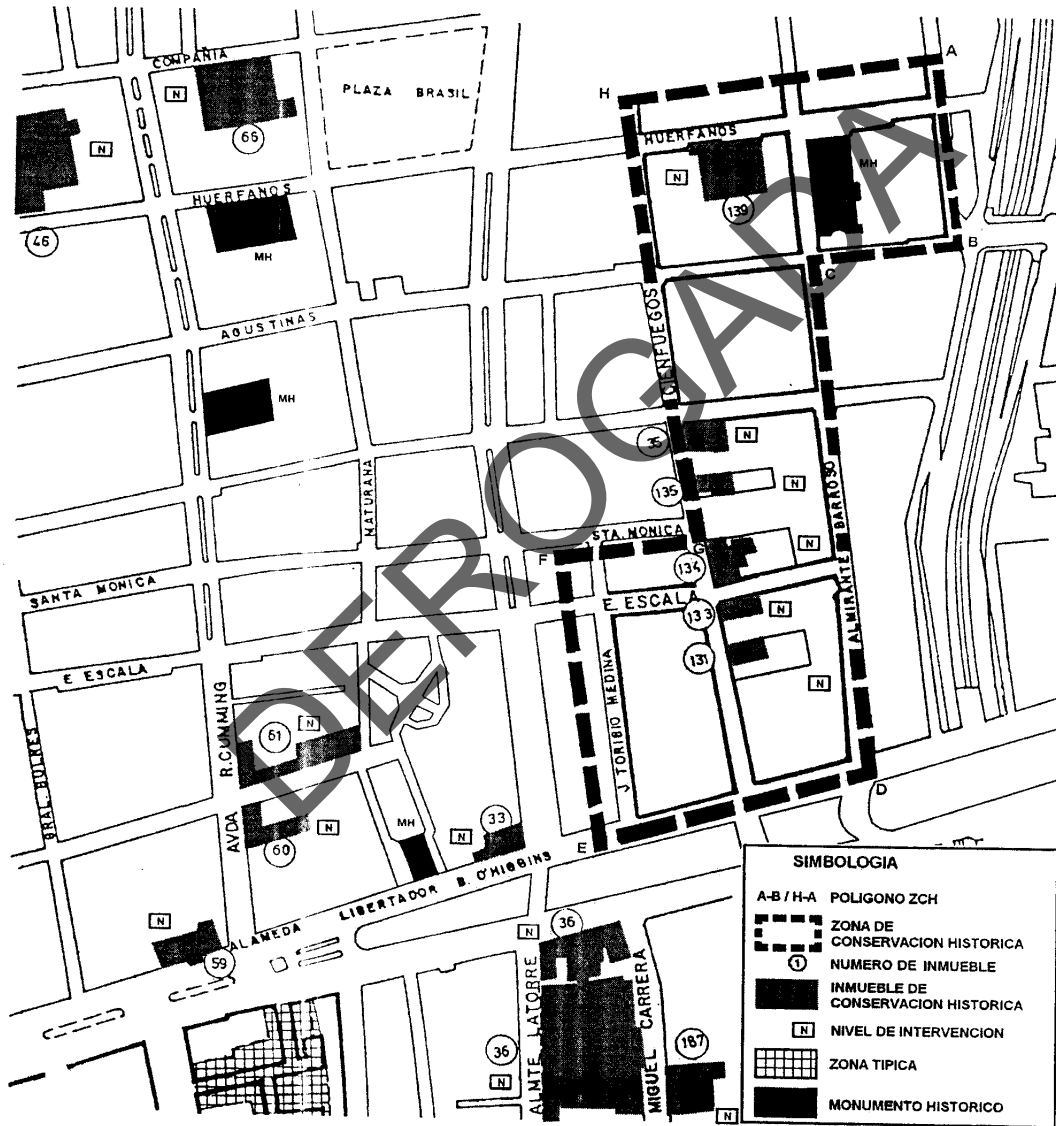 COMPAÑIA
N
66
PLAZA BRASIL
H
A
N
46
HUERFANOS
MH
HUERFANOS
N
139
MH
B
C
AGUSTINAS
MH
CIENFUEGOS
35
N
135
N
MATURANA
ALMIRANTE BARROSO
STA. MONICA
F
G
134
N
SANTA MONICA
E. ESCALA
133
N
131
N
E ESCALA
J. TORIBIO MEDINA
GRAL. BULNES
AVDA R. CUMMING
61
N
60
N
MH
N
33
E
D
ALAMEDA LIBERTADOR B. O'HIGGINS
N
59
36
N
ALMTE LATORRE
MIGUEL CARRERA
36
N
187
N
DEROGADA
SIMBOLOGIA
A-B / H-A POLIGONO ZCH
ZONA DE
CONSERVACION HISTORICA
1 NUMERO DE INMUEBLE
INMUEBLE DE
CONSERVACION HISTORICA
N NIVEL DE INTERVENCION
ZONA TIPICA
MONUMENTO HISTORICO